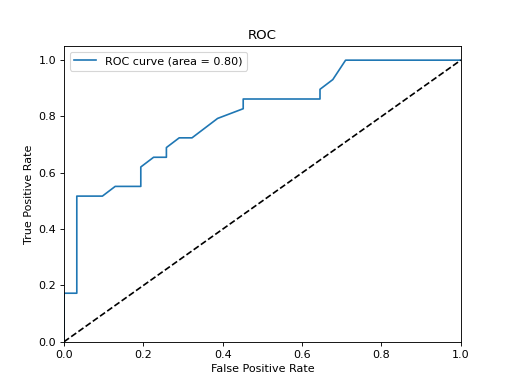 ROC
ROC curve (area = 0.80)
1.0
0.8
0.6
0.4
0.2
0.0
True Positive Rate
0.0 0.2 0.4 0.6 0.8 1.0
False Positive Rate